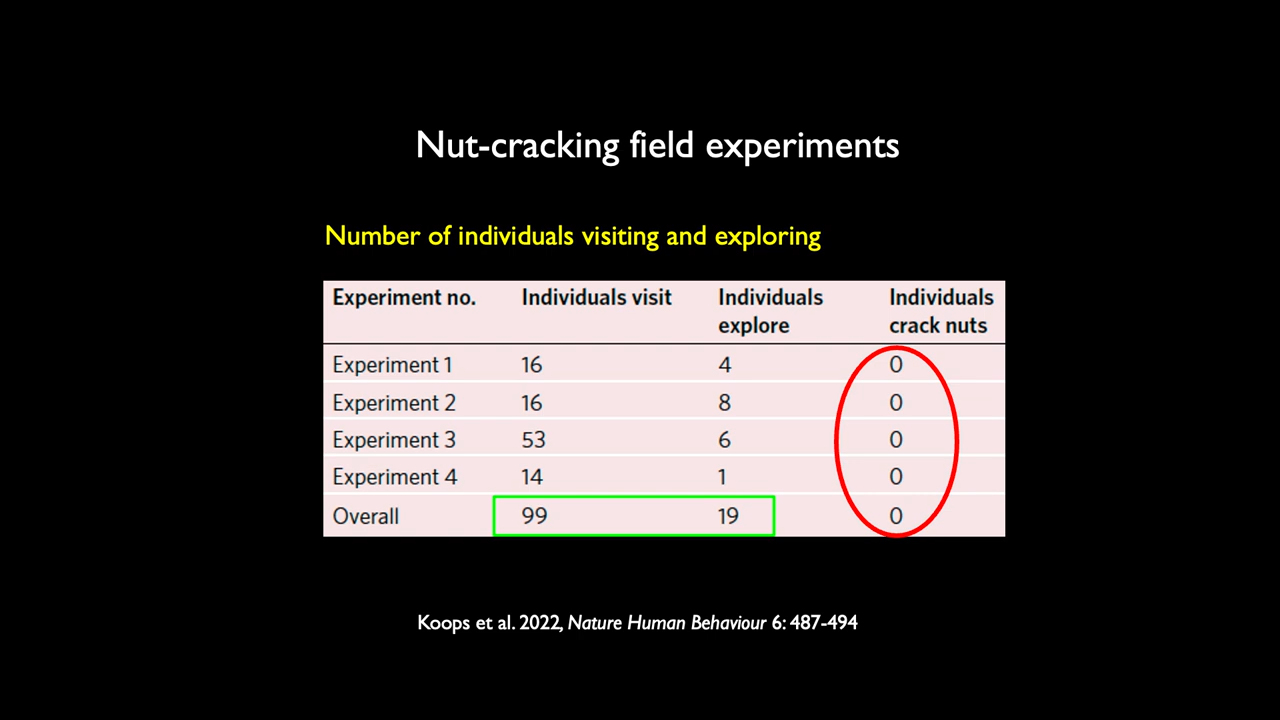 Nut-cracking field experiments
Number of individuals visiting and exploring
Experiment no. Individuals visit Individuals explore Individuals crack nuts
Experiment 1 16 4 0
Experiment 2 16 8 0
Experiment 3 53 6 0
Experiment 4 14 1 0
Overall 99 19 0
Koops et al. 2022, Nature Human Behaviour 6: 487-494